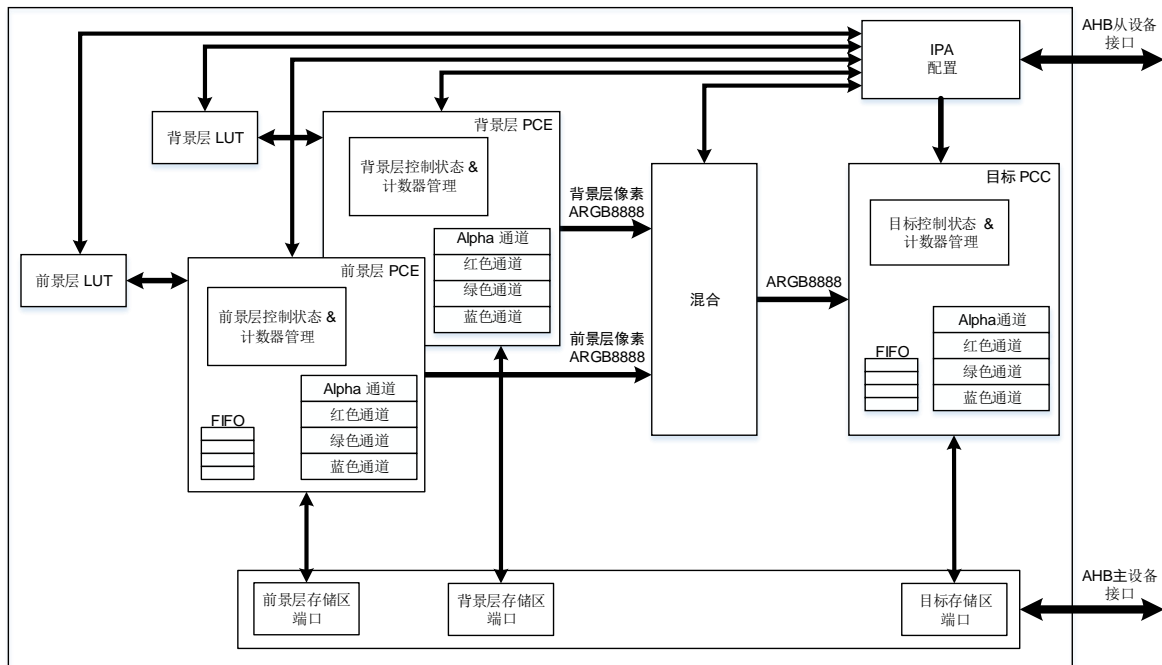 AHB从设备
接口
IPA
配置
背景层 LUT
背景层 PCE
背景层控制状态 &
计数器管理
Alpha 通道
红色通道
绿色通道
蓝色通道
背景层像素
ARGB8888
目标 PCC
目标控制状态 &
计数器管理
前景层 LUT
前景层 PCE
前景层控制状态 &
计数器管理
FIFO
Alpha 通道
红色通道
绿色通道
蓝色通道
前景层像素
ARGB8888
混合
ARGB8888
FIFO
Alpha通道
红色通道
绿色通道
蓝色通道
前景层存储区
端口
背景层存储区
端口
目标存储区
端口
AHB主设备
接口